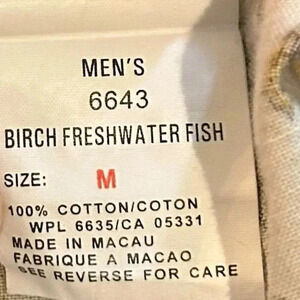 MEN'S
6643
BIRCH FRESHWATER FISH
SIZE: M
100% COTTON/COTON
WPL 6635/CA 05331
MADE IN MACAU
FABRIQUE A MACAO
SEE REVERSE FOR CARE